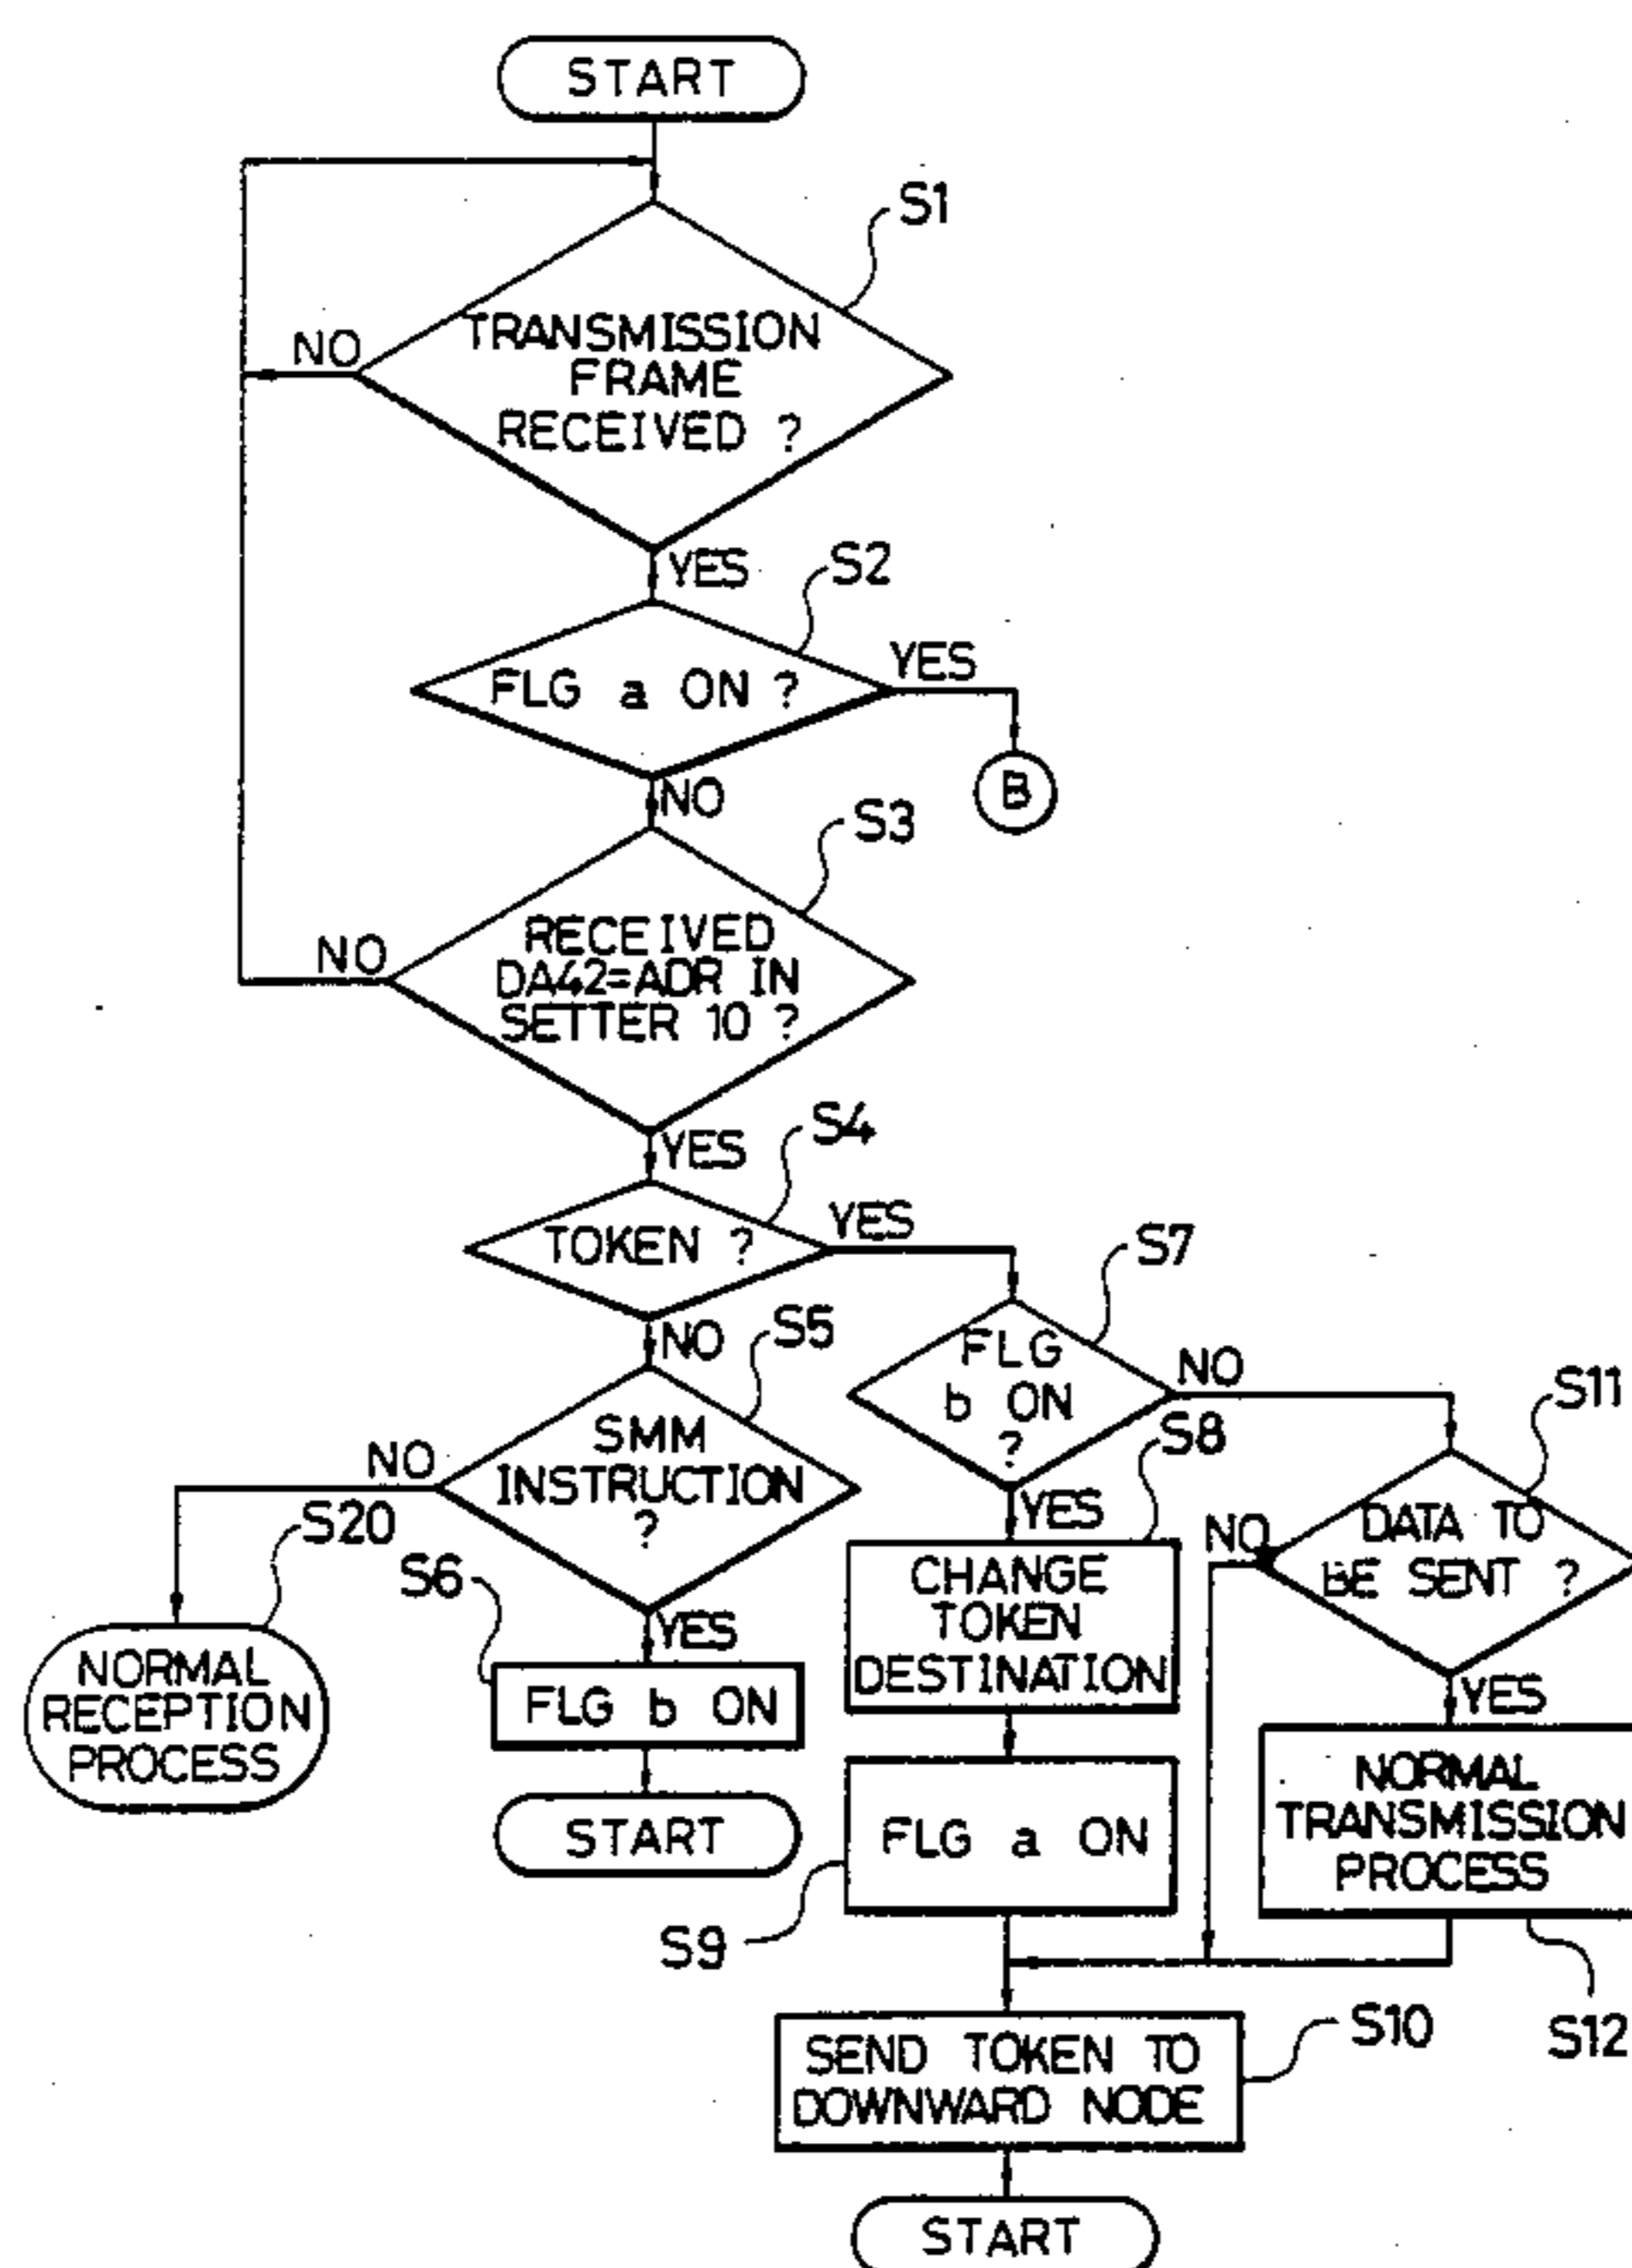 START
S1
TRANSMISSION
FRAME
RECEIVED ?
NO
YES
S2
FLG a ON ?
YES
B
NO
S3
RECEIVED
DA42=ADR IN
SETTER 10 ?
NO
YES
S4
TOKEN ?
YES
NO
S7
FLG
b ON
?
NO
S5
SMM
INSTRUCTION
?
NO
YES
S20
NORMAL
RECEPTION
PROCESS
S6
FLG b ON
START
YES
S8
CHANGE
TOKEN
DESTINATION
S11
DATA TO
BE SENT ?
NO
YES
S9
FLG a ON
NORMAL
TRANSMISSION
PROCESS
S12
S10
SEND TOKEN TO
DOWNWARD NODE
START